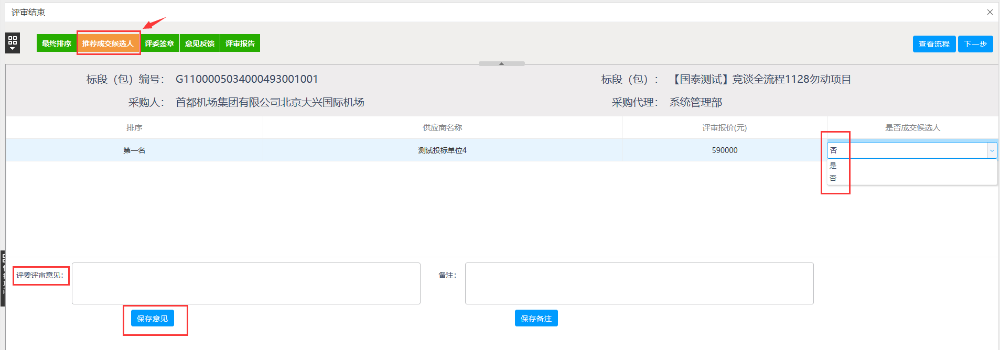 评审结束
最终排序 推荐成交候选人 评委签章 意见反馈 评审报告 查看流程 下一步
标段（包）编号： G1100005034000493001001 标段（包）： 【国泰测试】竞谈全流程1128勿动项目
采购人： 首都机场集团有限公司北京大兴国际机场 采购代理： 系统管理部
排序 供应商名称 评审报价(元) 是否成交候选人
第一名 测试投标单位4 590000 否
是
否
评委评审意见： 备注：
保存意见 保存备注